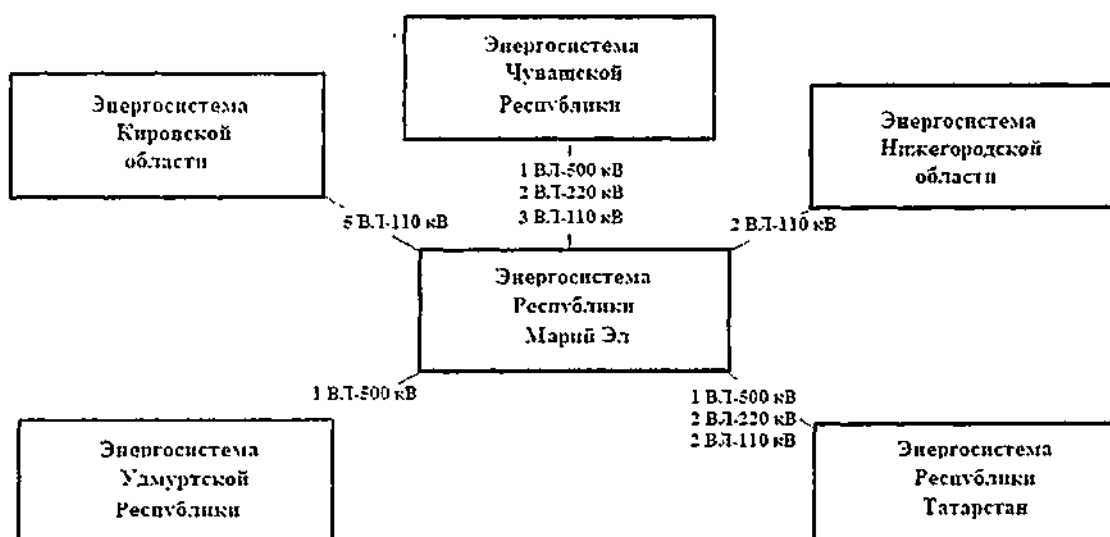 Энергосистема
Чувашской
Республики
Энергосистема
Кировской
области
Энергосистема
Нижегородской
области
1 ВЛ-500 кВ
2 ВЛ-220 кВ
3 ВЛ-110 кВ
5 ВЛ-110 кВ
2 ВЛ-110 кВ
Энергосистема
Республики
Марий Эл
1 ВЛ-500 кВ
1 ВЛ-500 кВ
2 ВЛ-220 кВ
2 ВЛ-110 кВ
Энергосистема
Удмуртской
Республики
Энергосистема
Республики
Татарстан